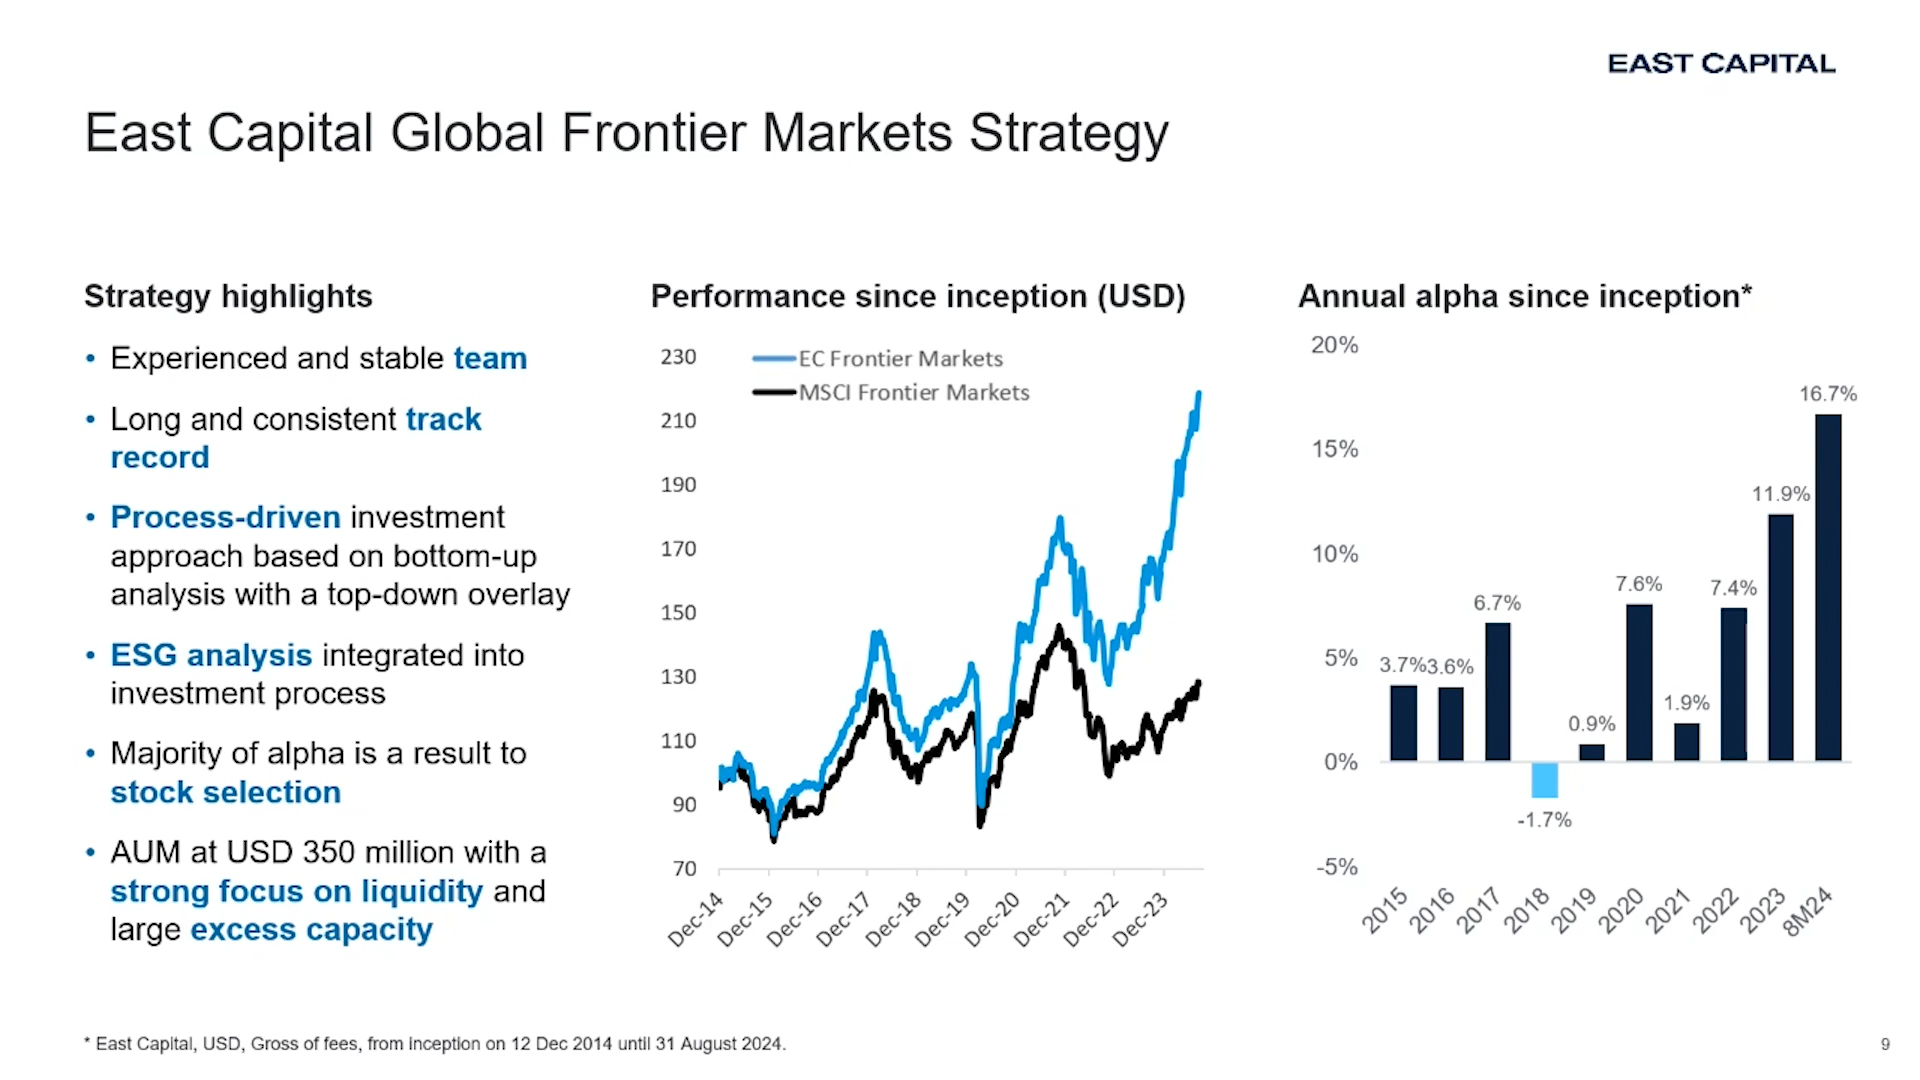 EAST CAPITAL
East Capital Global Frontier Markets Strategy
Strategy highlights
• Experienced and stable team
• Long and consistent track
record
• Process-driven investment
approach based on bottom-up
analysis with a top-down overlay
• ESG analysis integrated into
investment process
• Majority of alpha is a result to
stock selection
• AUM at USD 350 million with a
strong focus on liquidity and
large excess capacity
Performance since inception (USD)
EC Frontier Markets
MSCI Frontier Markets
230
210
190
170
150
130
110
90
70
Dec-14
Dec-15
Dec-16
Dec-17
Dec-18
Dec-19
Dec-20
Dec-21
Dec-22
Dec-23
Annual alpha since inception*
20%
15%
10%
5%
0%
-5%
3.7%
3.6%
6.7%
-1.7%
0.9%
7.6%
1.9%
7.4%
11.9%
16.7%
2015
2016
2017
2018
2019
2020
2021
2022
2023
8M24
* East Capital, USD, Gross of fees, from inception on 12 Dec 2014 until 31 August 2024.
9